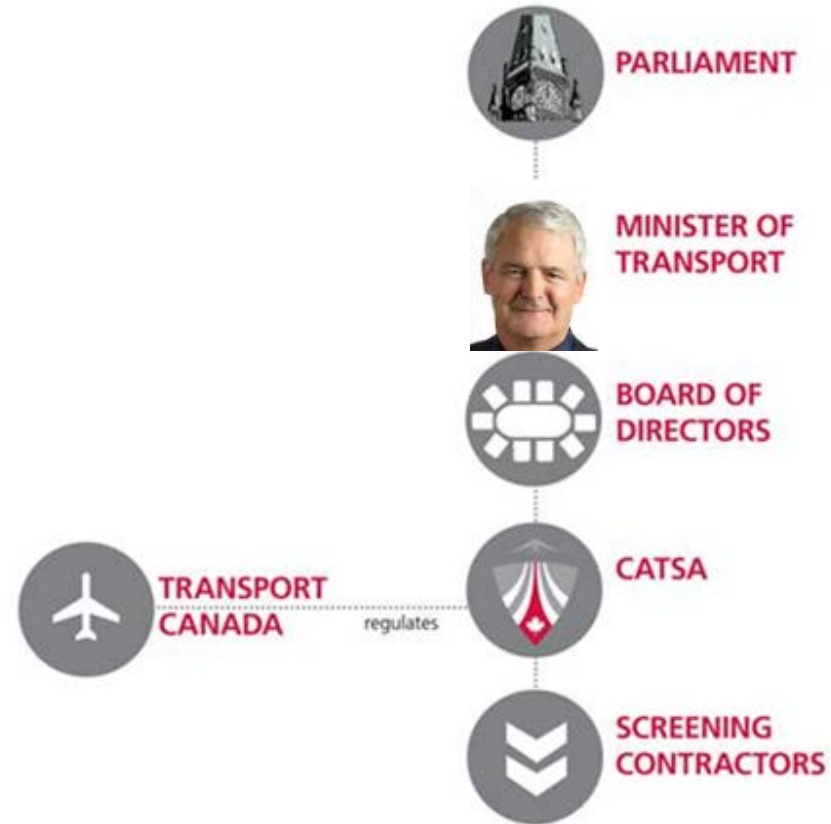 PARLIAMENT
MINISTER OF
TRANSPORT
BOARD OF
DIRECTORS
CATSA
TRANSPORT
CANADA
regulates
SCREENING
CONTRACTORS